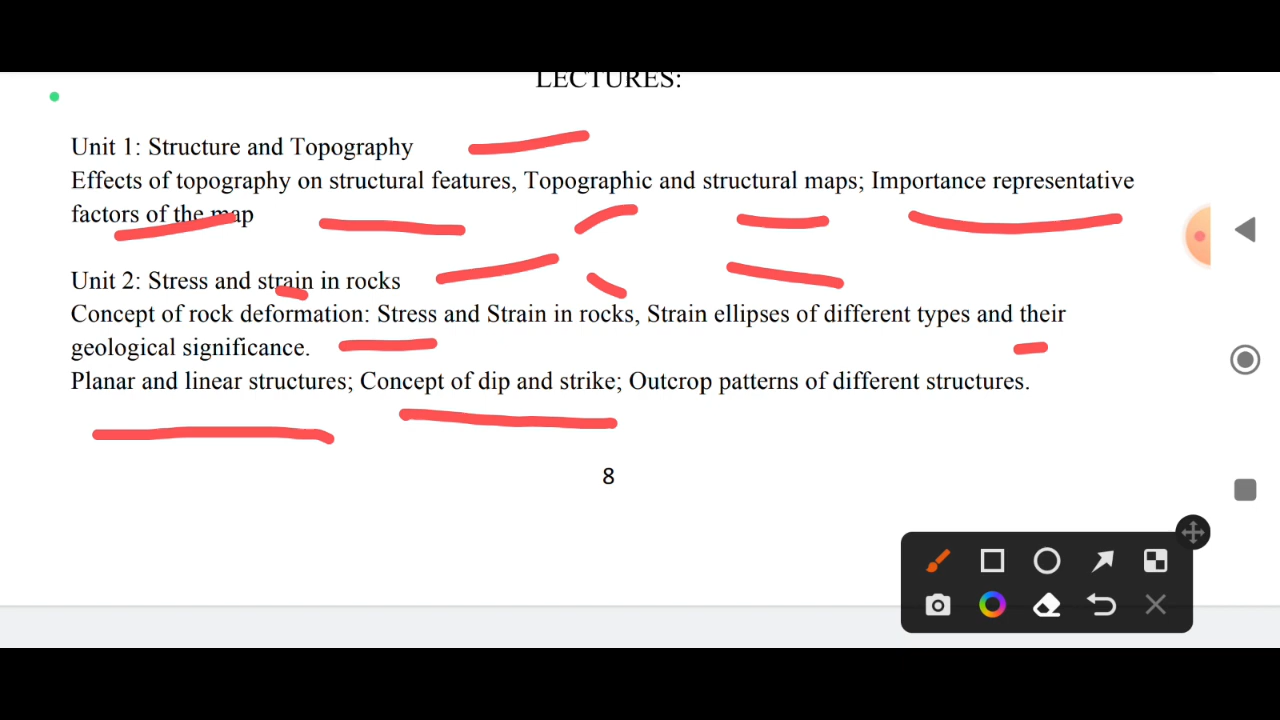 LECTURES:
Unit 1: Structure and Topography
Effects of topography on structural features, Topographic and structural maps; Importance representative
factors of the map
Unit 2: Stress and strain in rocks
Concept of rock deformation: Stress and Strain in rocks, Strain ellipses of different types and their
geological significance.
Planar and linear structures; Concept of dip and strike; Outcrop patterns of different structures.
8